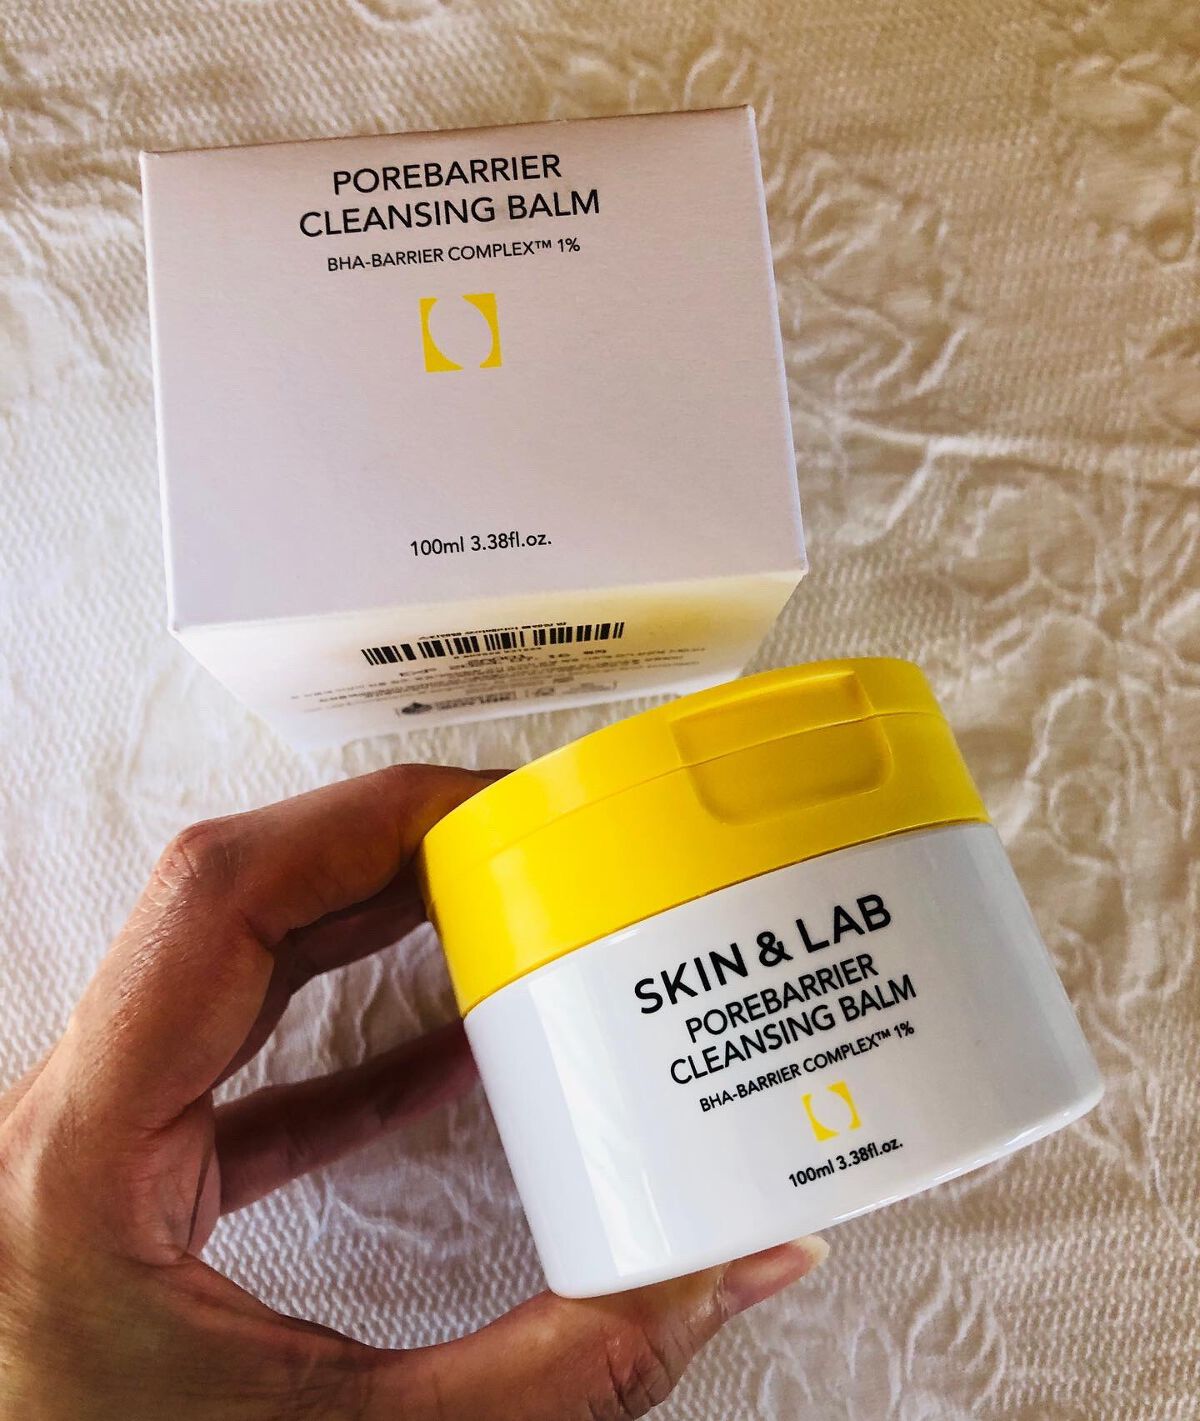 POREBARRIER
CLEANSING BALM
BHA-BARRIER COMPLEX™ 1%
100ml 3.38fl.oz.
SKIN & LAB
POREBARRIER
CLEANSING BALM
BHA-BARRIER COMPLEX™ 1%
100ml 3.38fl.oz.